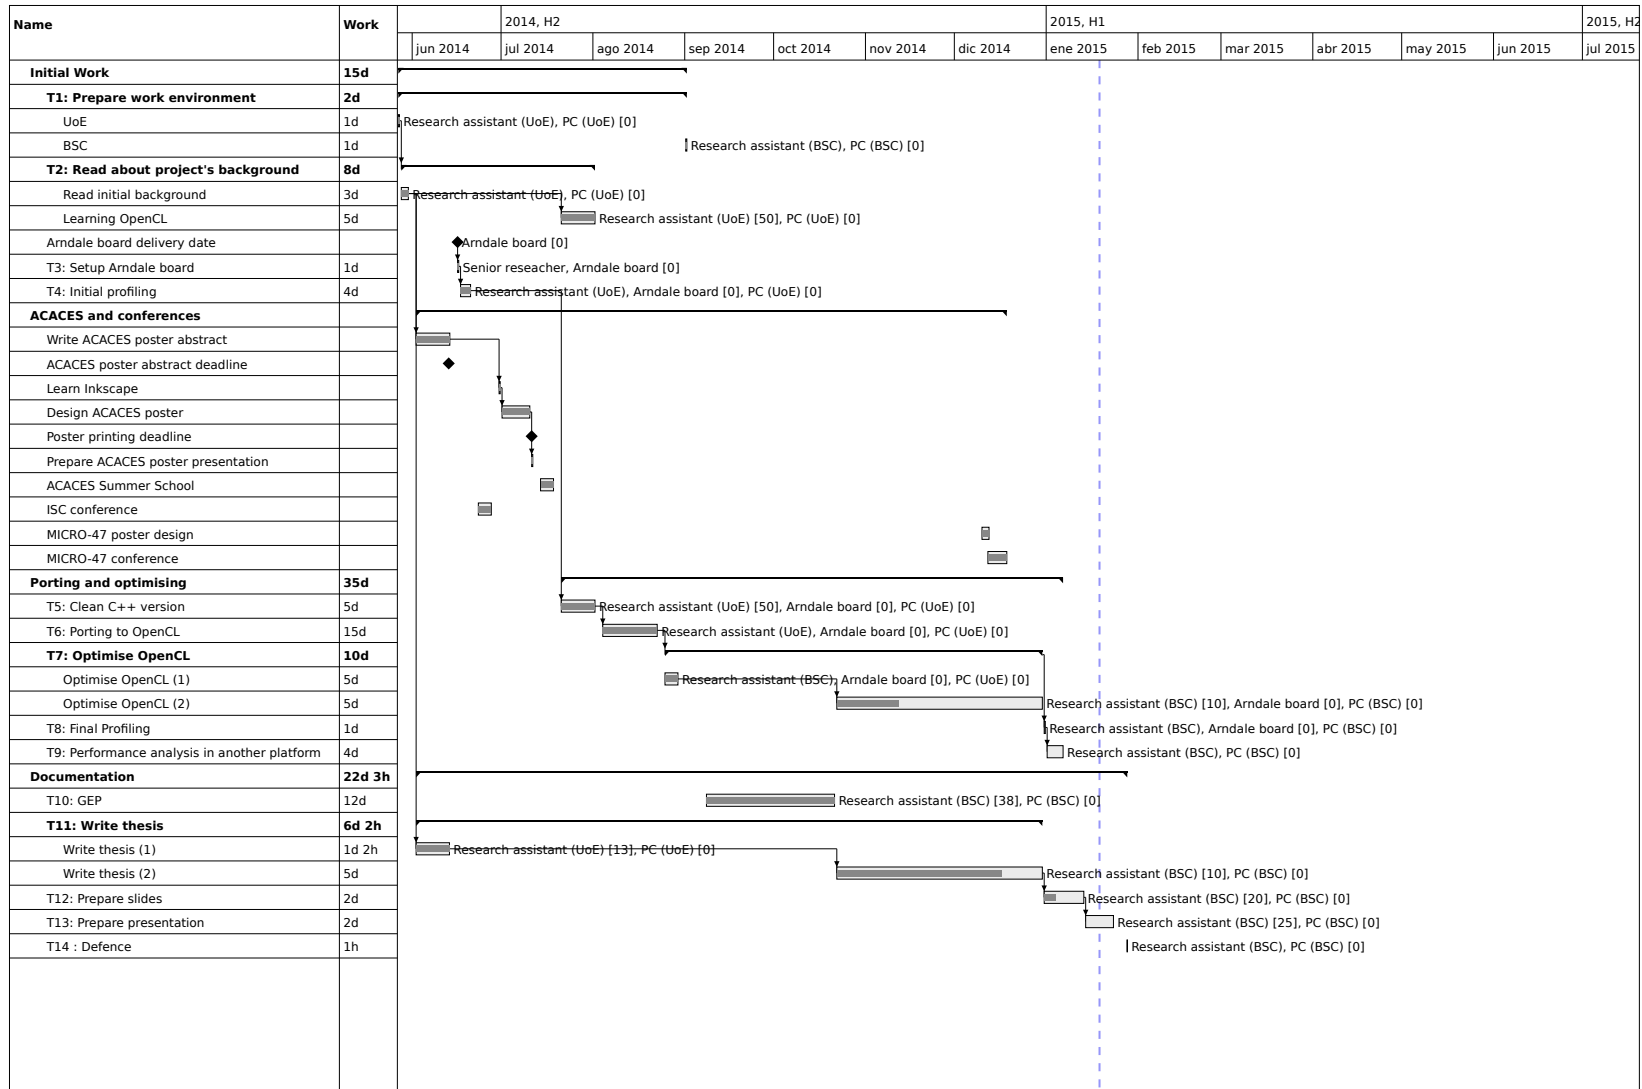 Name Work 2014, H2 2015, H1 2015, H2
jun 2014 jul 2014 ago 2014 sep 2014 oct 2014 nov 2014 dic 2014 ene 2015 feb 2015 mar 2015 abr 2015 may 2015 jun 2015 jul 2015
Initial Work 15d
T1: Prepare work environment 2d
UoE 1d Research assistant (UoE), PC (UoE) [0]
BSC 1d Research assistant (BSC), PC (BSC) [0]
T2: Read about project's background 8d
Read initial background 3d Research assistant (UoE), PC (UoE) [0]
Learning OpenCL 5d Research assistant (UoE) [50], PC (UoE) [0]
Arndale board delivery date Arndale board [0]
T3: Setup Arndale board 1d Senior reseacher, Arndale board [0]
T4: Initial profiling 4d Research assistant (UoE), Arndale board [0], PC (UoE) [0]
ACACES and conferences
Write ACACES poster abstract
ACACES poster abstract deadline
Learn Inkscape
Design ACACES poster
Poster printing deadline
Prepare ACACES poster presentation
ACACES Summer School
ISC conference
MICRO-47 poster design
MICRO-47 conference
Porting and optimising 35d
T5: Clean C++ version 5d Research assistant (UoE) [50], Arndale board [0], PC (UoE) [0]
T6: Porting to OpenCL 15d Research assistant (UoE), Arndale board [0], PC (UoE) [0]
T7: Optimise OpenCL 10d
Optimise OpenCL (1) 5d Research assistant (BSC), Arndale board [0], PC (UoE) [0]
Optimise OpenCL (2) 5d Research assistant (BSC) [10], Arndale board [0], PC (BSC) [0]
T8: Final Profiling 1d Research assistant (BSC), Arndale board [0], PC (BSC) [0]
T9: Performance analysis in another platform 4d Research assistant (BSC), PC (BSC) [0]
Documentation 22d 3h
T10: GEP 12d Research assistant (BSC) [38], PC (BSC) [0]
T11: Write thesis 6d 2h
Write thesis (1) 1d 2h Research assistant (UoE) [13], PC (UoE) [0]
Write thesis (2) 5d Research assistant (BSC) [10], PC (BSC) [0]
T12: Prepare slides 2d Research assistant (BSC) [20], PC (BSC) [0]
T13: Prepare presentation 2d Research assistant (BSC) [25], PC (BSC) [0]
T14 : Defence 1h Research assistant (BSC), PC (BSC) [0]